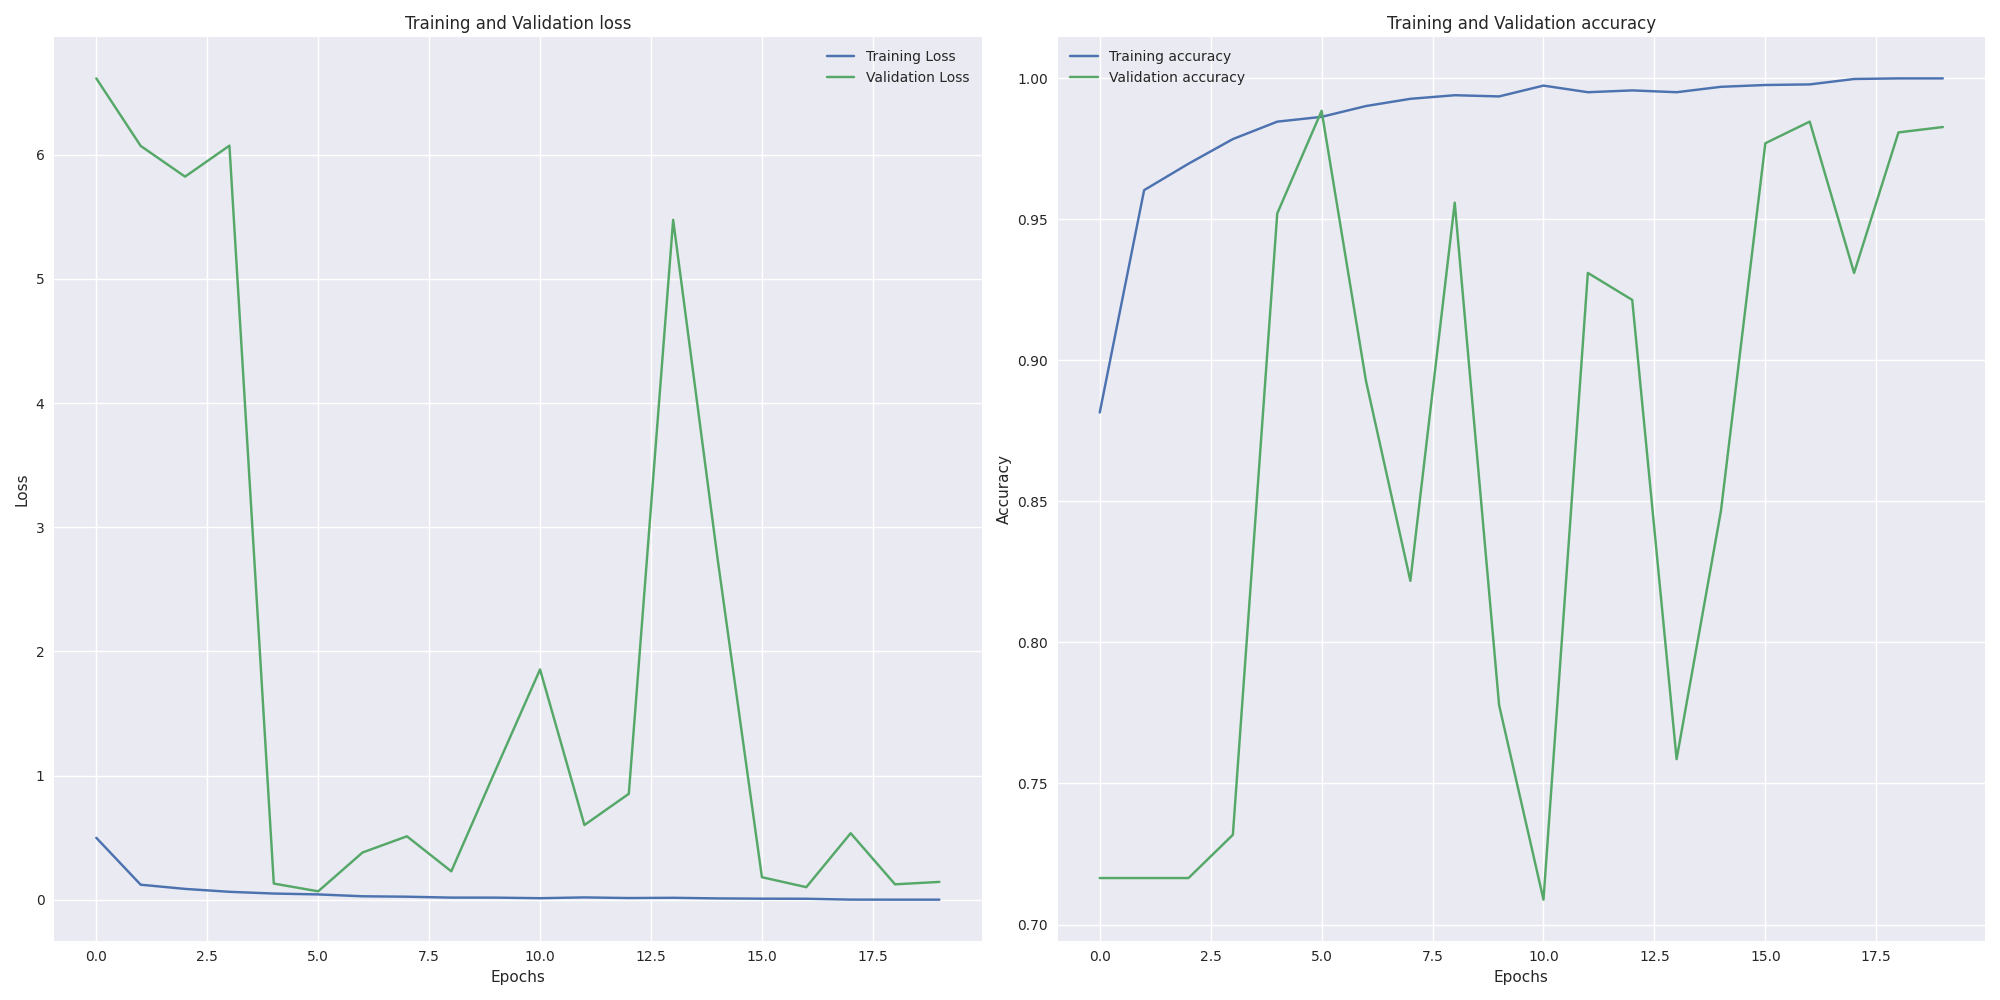 Training and Validation loss
Training Loss
Validation Loss
6
5
4
3
2
1
0
Loss
0.0 2.5 5.0 7.5 10.0 12.5 15.0 17.5
Epochs
Training and Validation accuracy
Training accuracy
Validation accuracy
1.00
0.95
0.90
0.85
0.80
0.75
0.70
Accuracy
0.0 2.5 5.0 7.5 10.0 12.5 15.0 17.5
Epochs